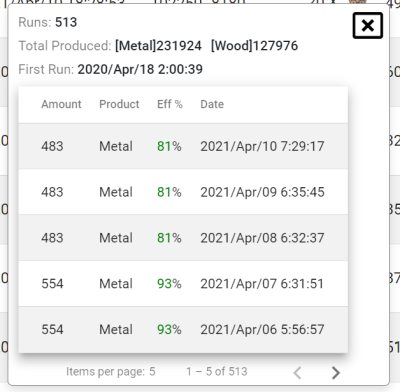 Runs: 513
Total Produced: [Metal]231924 [Wood]127976
First Run: 2020/Apr/18 2:00:39
Amount Product Eff % Date
483 Metal 81% 2021/Apr/10 7:29:17
483 Metal 81% 2021/Apr/09 6:35:45
483 Metal 81% 2021/Apr/08 6:32:37
554 Metal 93% 2021/Apr/07 6:31:51
554 Metal 93% 2021/Apr/06 5:56:57
Items per page: 5 1 – 5 of 513